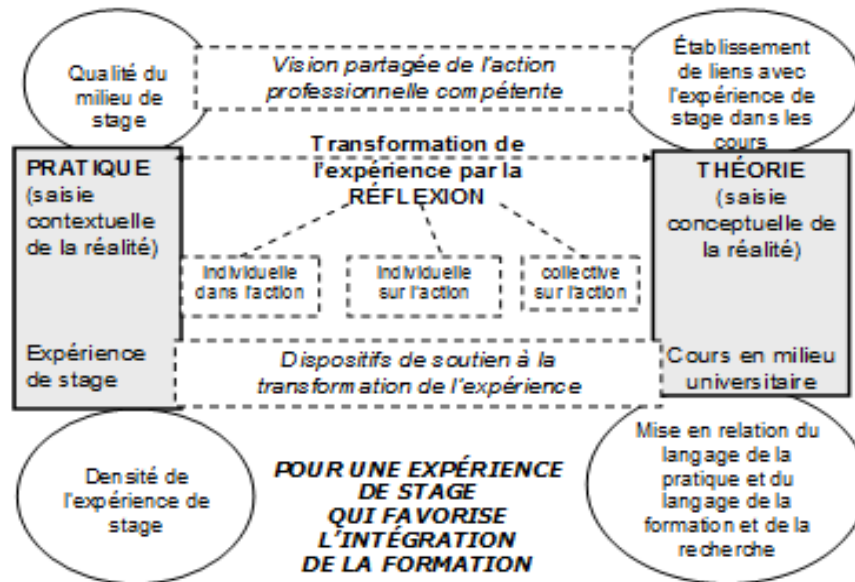 Qualité du
milieu de
stage
Vision partagée de l'action
professionnelle compétente
Établissement
de liens avec
l'expérience de
stage dans les
cours
PRATIQUE
(saisie
contextuelle
de la réalité)
Transformation de
l'expérience par la
RÉFLEXION
THÉORIE
(saisie
conceptuelle de
la réalité)
individuelle
dans l'action
individuelle
sur l'action
collective
sur l'action
Expérience
de stage
Dispositifs de soutien à la
transformation de l'expérience
Cours en milieu
universitaire
Densité de
l'expérience de
stage
POUR UNE EXPÉRIENCE
DE STAGE
QUI FAVORISE
L'INTÉGRATION
DE LA FORMATION
Mise en relation du
langage de la
pratique et du
langage de la
formation et de la
recherche